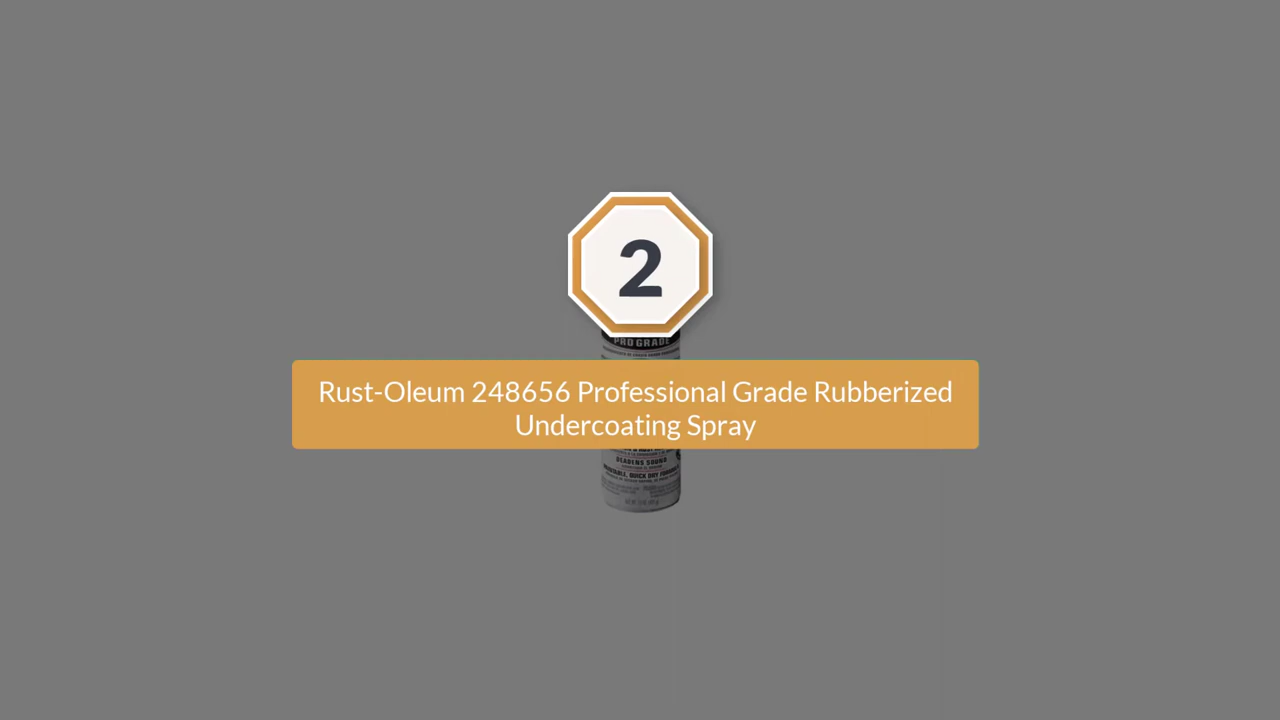 2
PRO GRADE
Rust-Oleum 248656 Professional Grade Rubberized
Undercoating Spray
DEADENS SOUND